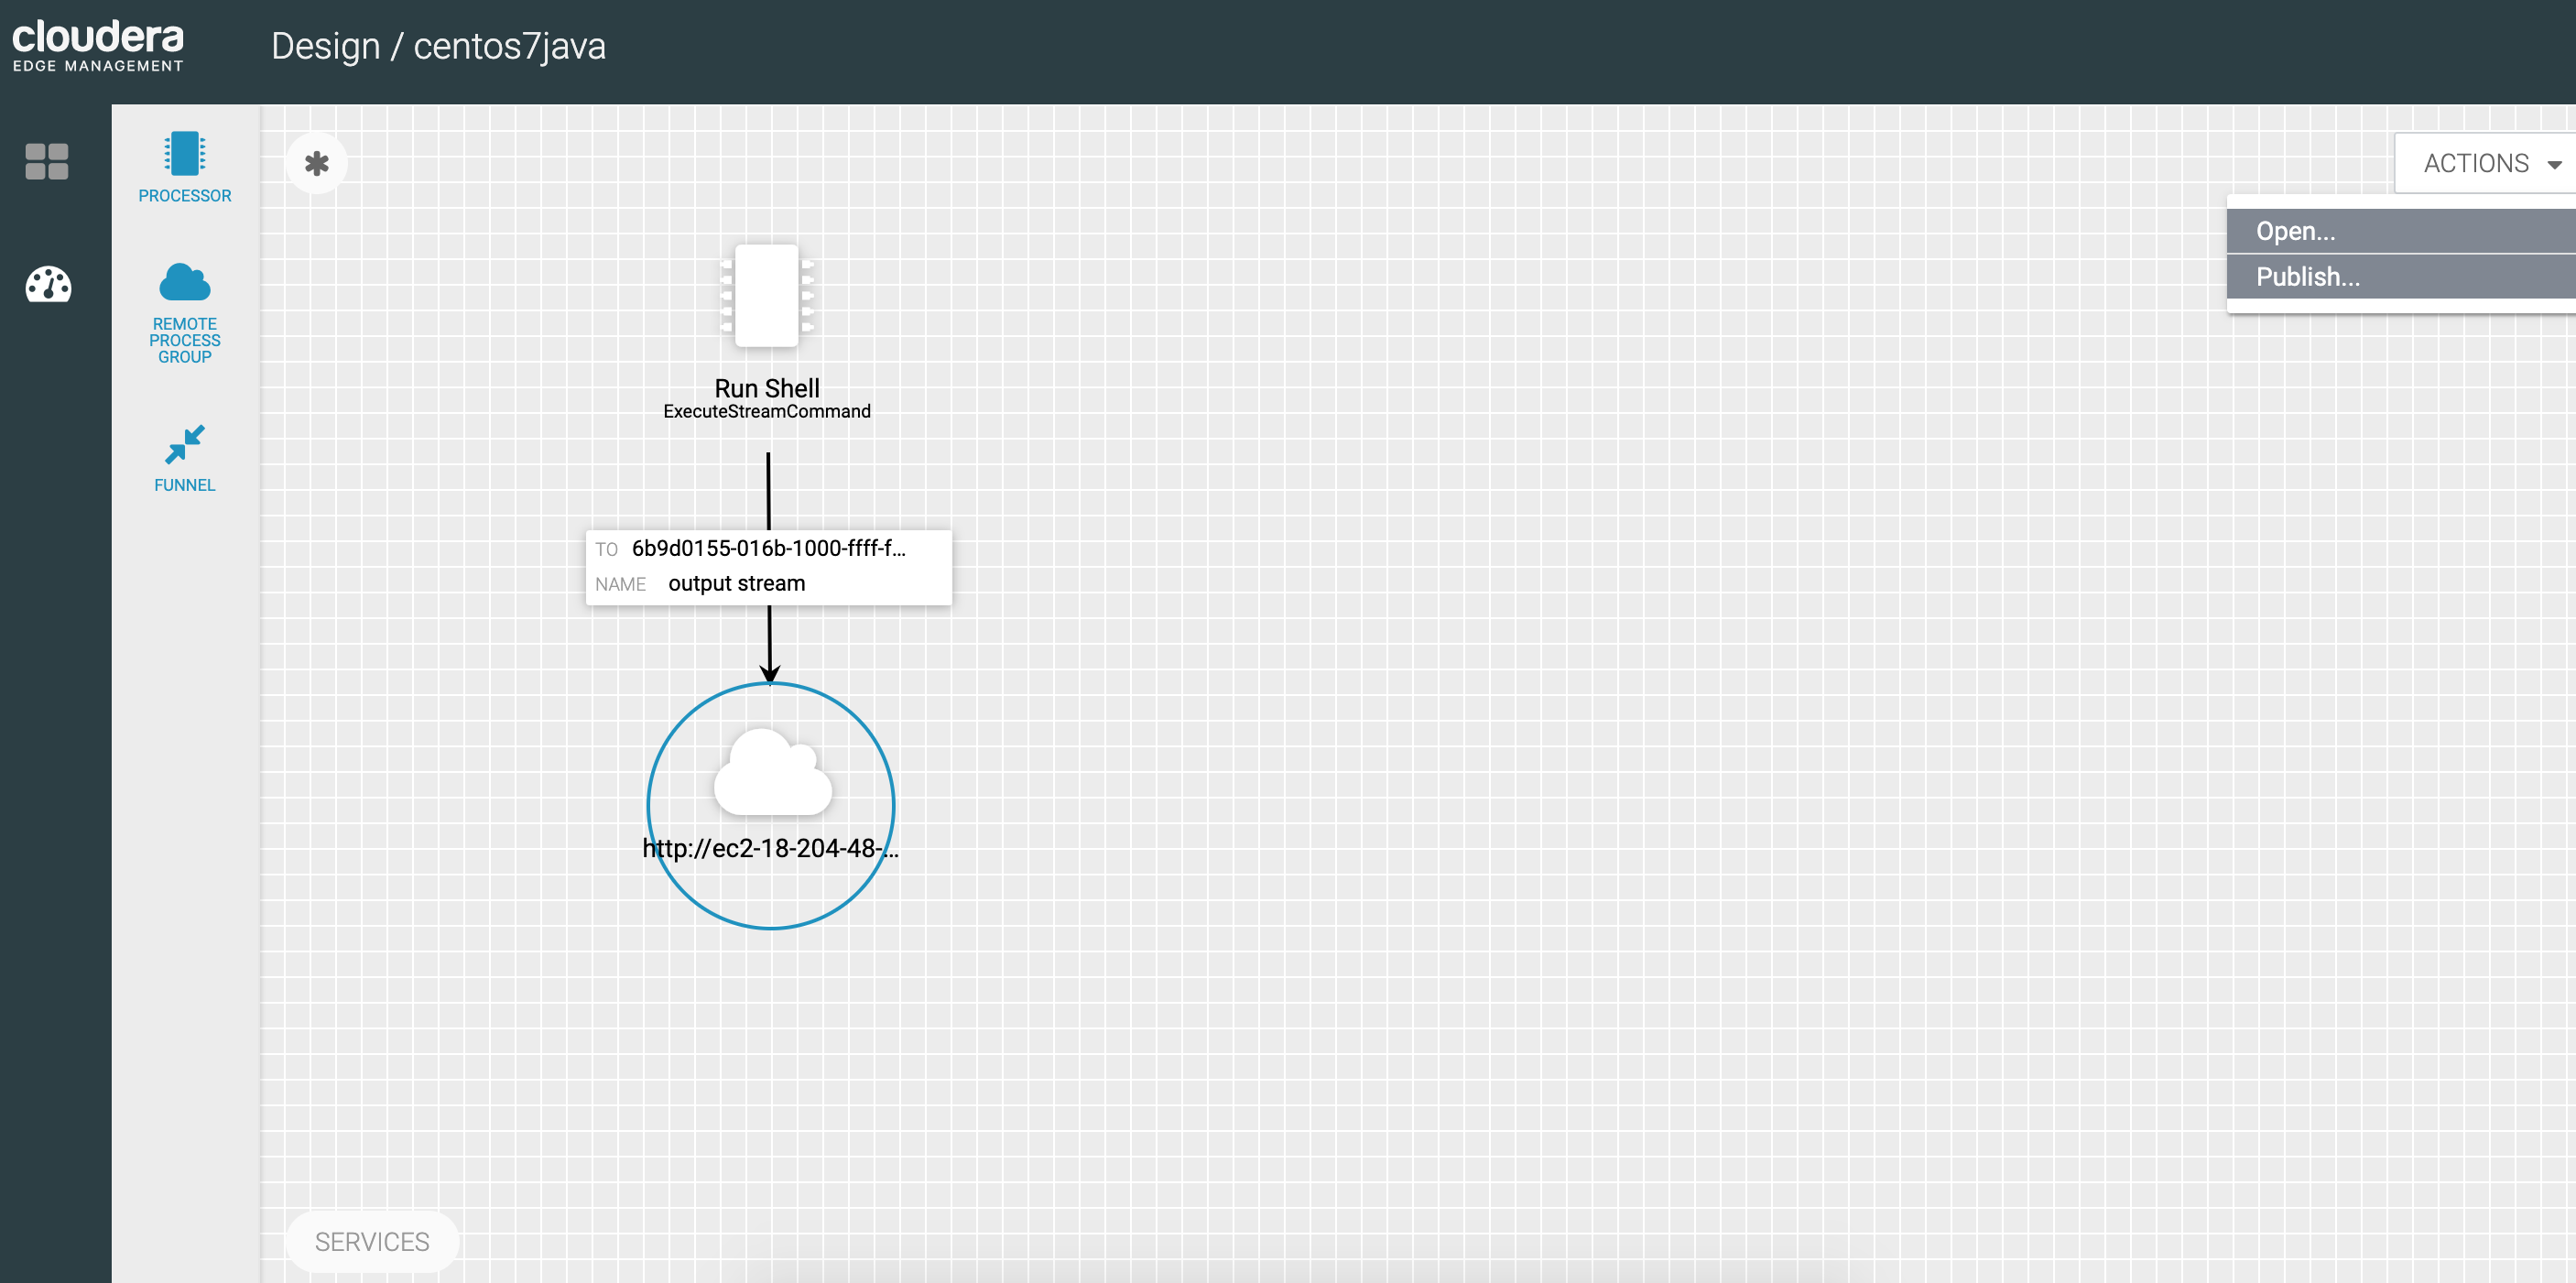 cloudera
EDGE MANAGEMENT
Design / centos7java
PROCESSOR
REMOTE
PROCESS
GROUP
FUNNEL
ACTIONS
Open...
Publish...
Run Shell
ExecuteStreamCommand
TO 6b9d0155-016b-1000-ffff-f...
NAME output stream
http://ec2-18-204-48-...
SERVICES